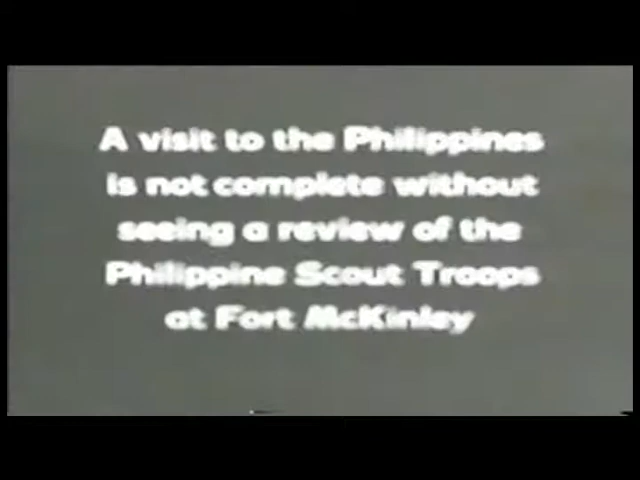 A visit to the Philippines
is not complete without
seeing a review of the
Philippine Scout Troops
at Fort McKinley